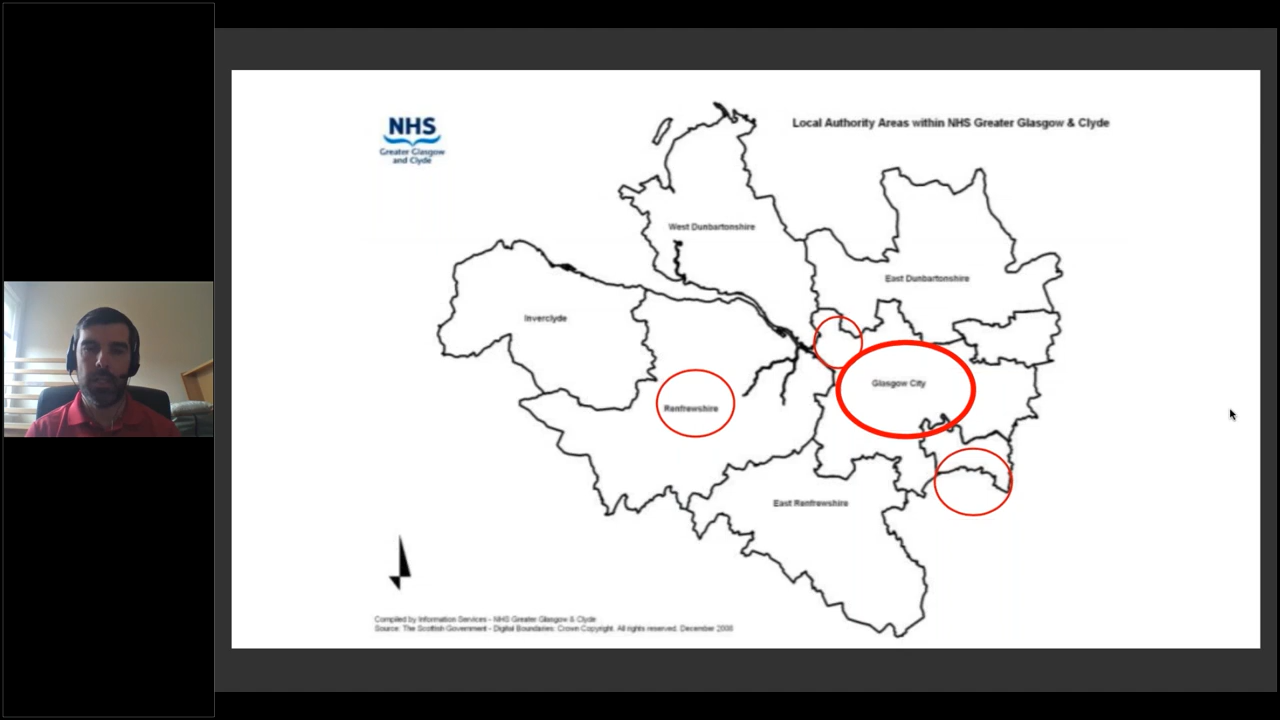 NHS
Greater Glasgow
and Clyde
Local Authority Areas within NHS Greater Glasgow & Clyde
West Dunbartonshire
East Dunbartonshire
Inverclyde
Glasgow City
Renfrewshire
East Renfrewshire
Compiled by Information Services - NHS Greater Glasgow & Clyde
Source: The Scottish Government - Digital Boundaries: Crown Copyright. All rights reserved. December 2008